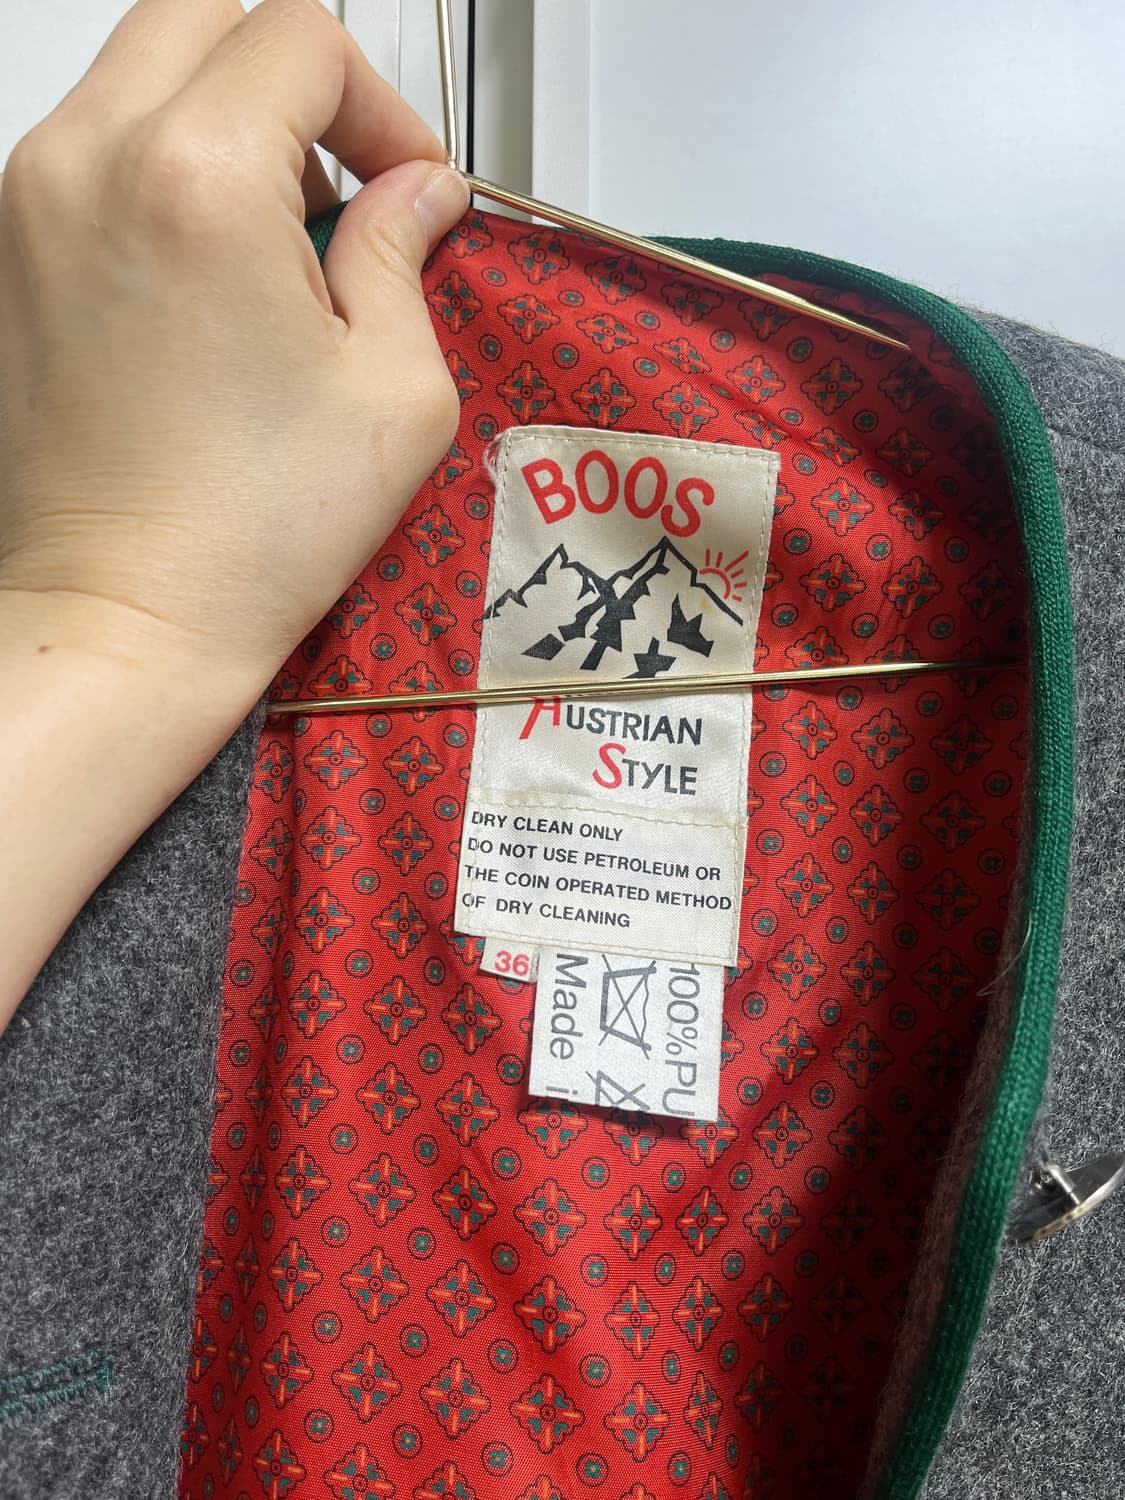 BOOS
AUSTRIAN
STYLE
DRY CLEAN ONLY
DO NOT USE PETROLEUM OR
THE COIN OPERATED METHOD
OF DRY CLEANING
36
100% PU
Made i